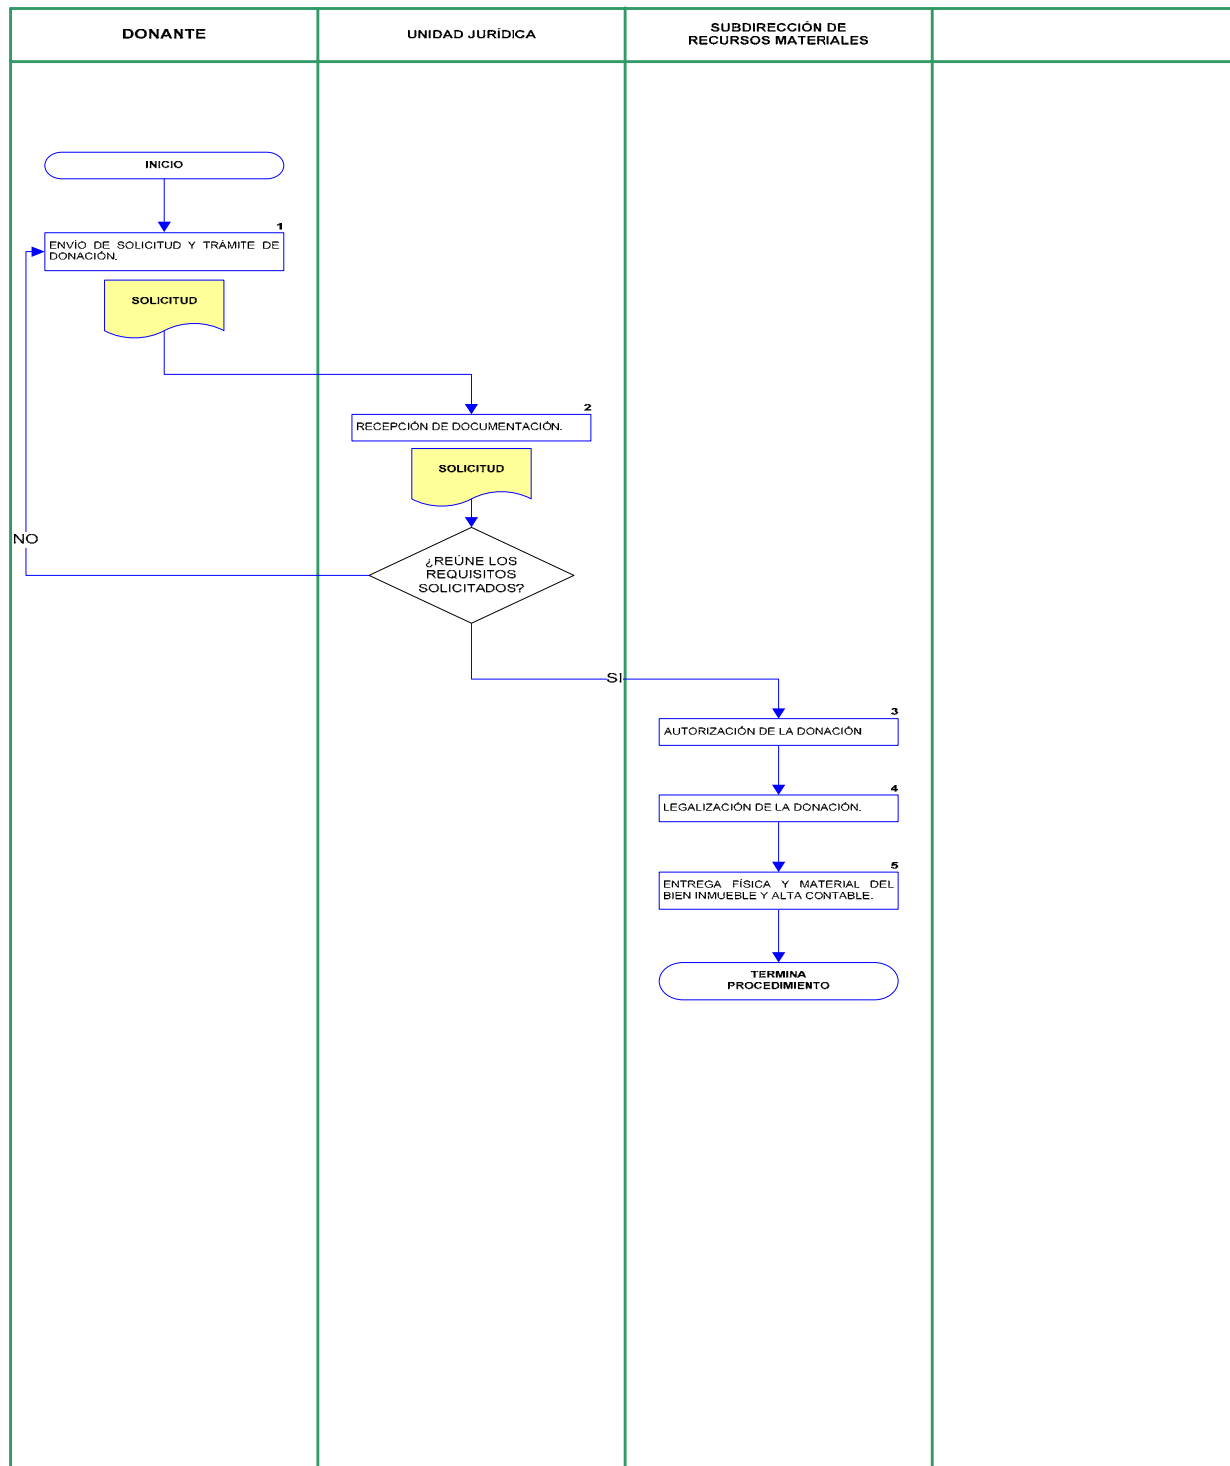 DONANTE
UNIDAD JURÍDICA
SUBDIRECCIÓN DE
RECURSOS MATERIALES
INICIO
1
ENVÍO DE SOLICITUD Y TRÁMITE DE
DONACIÓN.
SOLICITUD
2
RECEPCIÓN DE DOCUMENTACIÓN.
SOLICITUD
NO
¿REÚNE LOS
REQUISITOS
SOLICITADOS?
SI
3
AUTORIZACIÓN DE LA DONACIÓN
4
LEGALIZACIÓN DE LA DONACIÓN.
5
ENTREGA FÍSICA Y MATERIAL DEL
BIEN INMUEBLE Y ALTA CONTABLE.
TERMINA
PROCEDIMIENTO